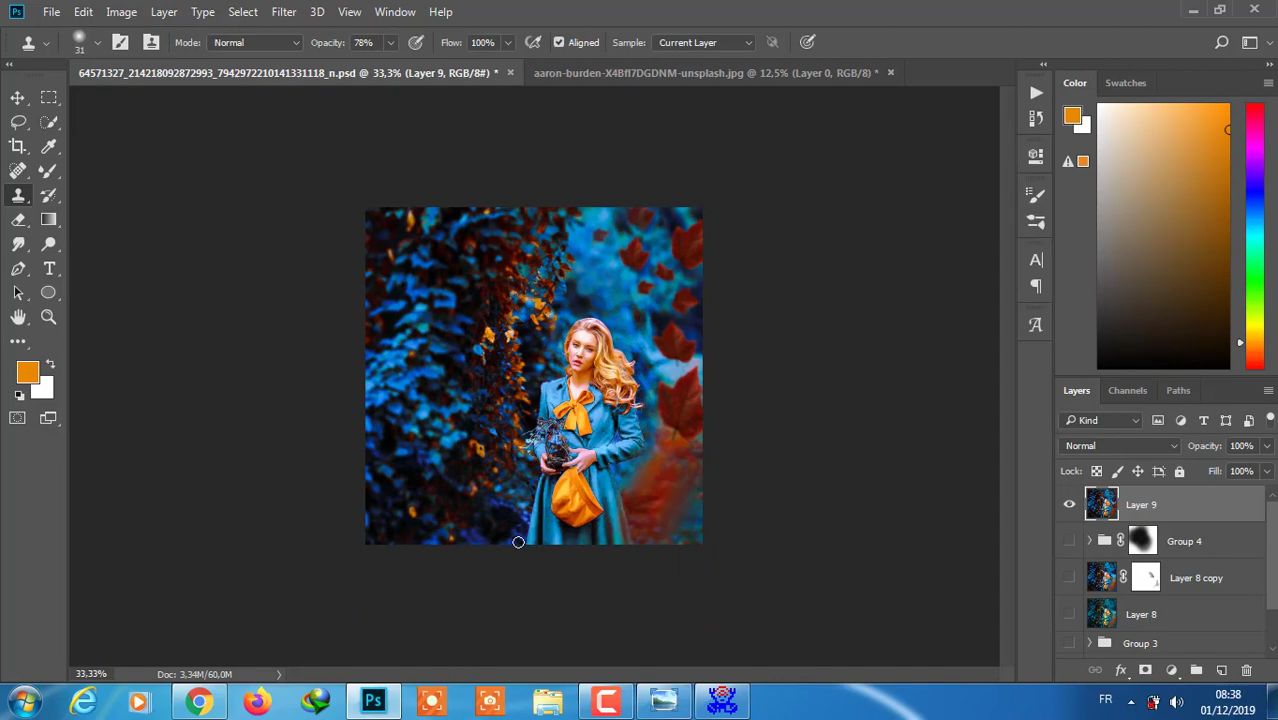 Ps File Edit Image Layer Type Select Filter 3D View Window Help
31 Mode: Normal Opacity: 78% Flow: 100% Aligned Sample: Current Layer
64571327_214218092872993_7942972210141331118_n.psd @ 33,3% (Layer 9, RGB/8#) * aaron-burden-X4Bfl7DGDNM-unsplash.jpg @ 12,5% (Layer 0, RGB/8) *
Color Swatches
Layers Channels Paths
Kind
Normal Opacity: 100%
Lock: Fill: 100%
Layer 9
Group 4
Layer 8 copy
Layer 8
Group 3
33,33% Doc: 3,34M/60,0M
Ps FR 08:38
01/12/2019